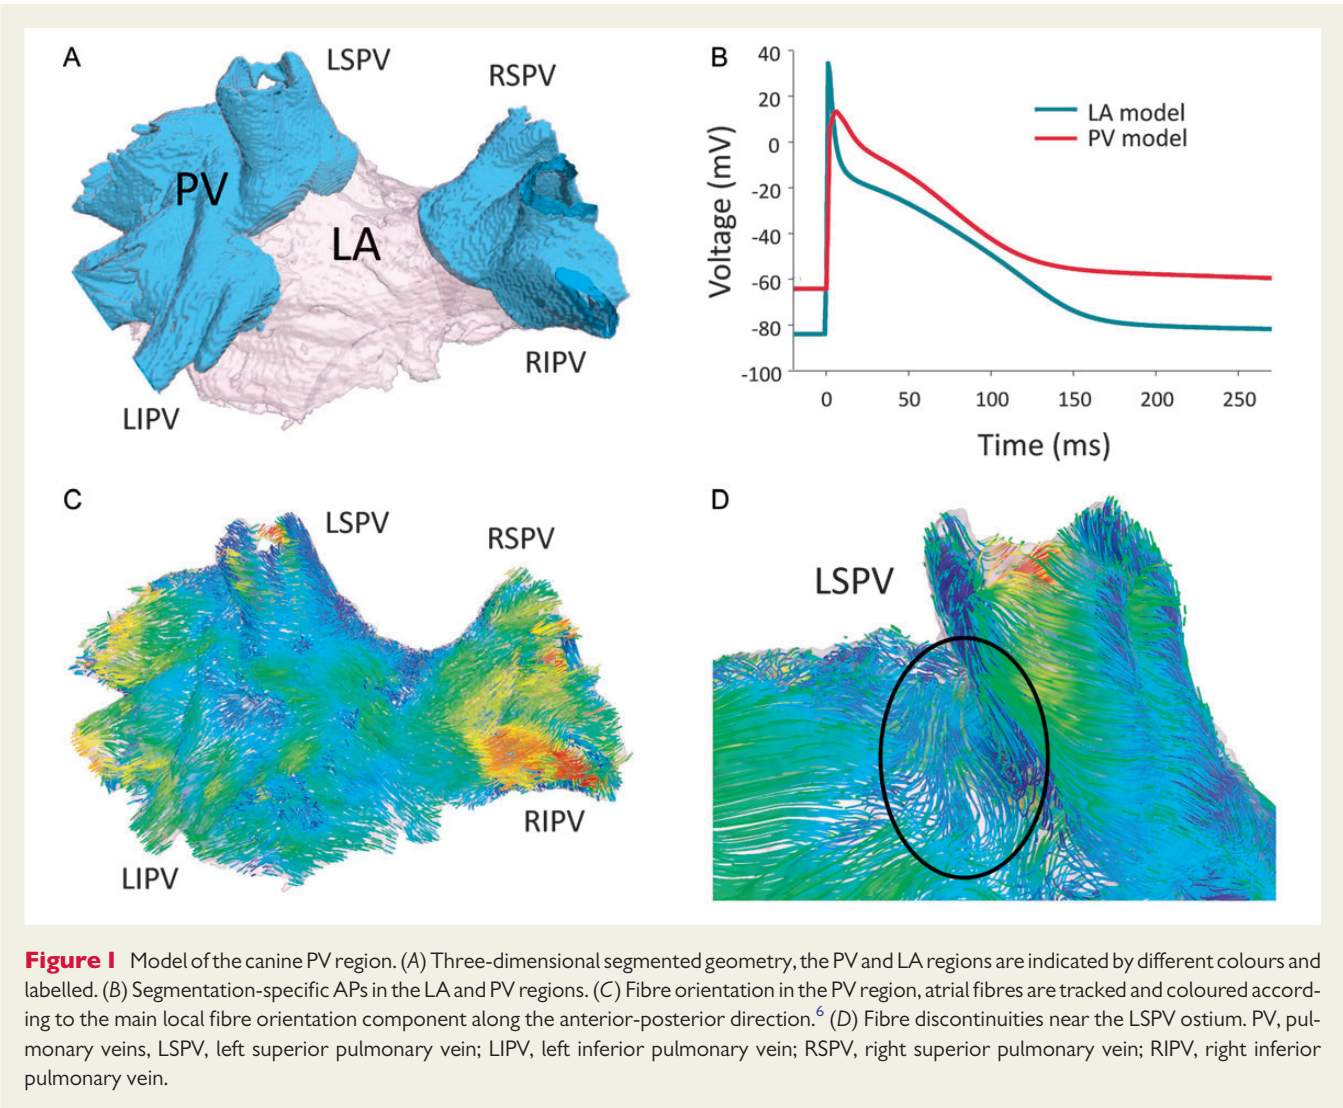 A
LSPV
RSPV
PV
LA
RIPV
LIPV
B
40
20
0
-20
-40
-60
-80
-100
Voltage (mV)
LA model
PV model
0 50 100 150 200 250
Time (ms)
C
LSPV
RSPV
RIPV
LIPV
D
LSPV
Figure 1 Model of the canine PV region. (A) Three-dimensional segmented geometry, the PV and LA regions are indicated by different colours and
labelled. (B) Segmentation-specific APs in the LA and PV regions. (C) Fibre orientation in the PV region, atrial fibres are tracked and coloured accord-
ing to the main local fibre orientation component along the anterior-posterior direction.6 (D) Fibre discontinuities near the LSPV ostium. PV, pul-
monary veins, LSPV, left superior pulmonary vein; LIPV, left inferior pulmonary vein; RSPV, right superior pulmonary vein; RIPV, right inferior
pulmonary vein.